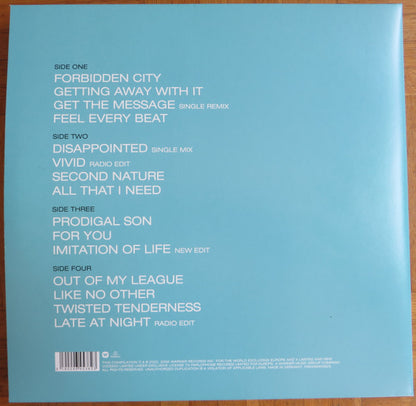 SIDE ONE
FORBIDDEN CITY
GETTING AWAY WITH IT
GET THE MESSAGE SINGLE REMIX
FEEL EVERY BEAT
SIDE TWO
DISAPPOINTED SINGLE MIX
VIVID RADIO EDIT
SECOND NATURE
ALL THAT I NEED
SIDE THREE
PRODIGAL SON
FOR YOU
IMITATION OF LIFE NEW EDIT
SIDE FOUR
OUT OF MY LEAGUE
LIKE NO OTHER
TWISTED TENDERNESS
LATE AT NIGHT RADIO EDIT